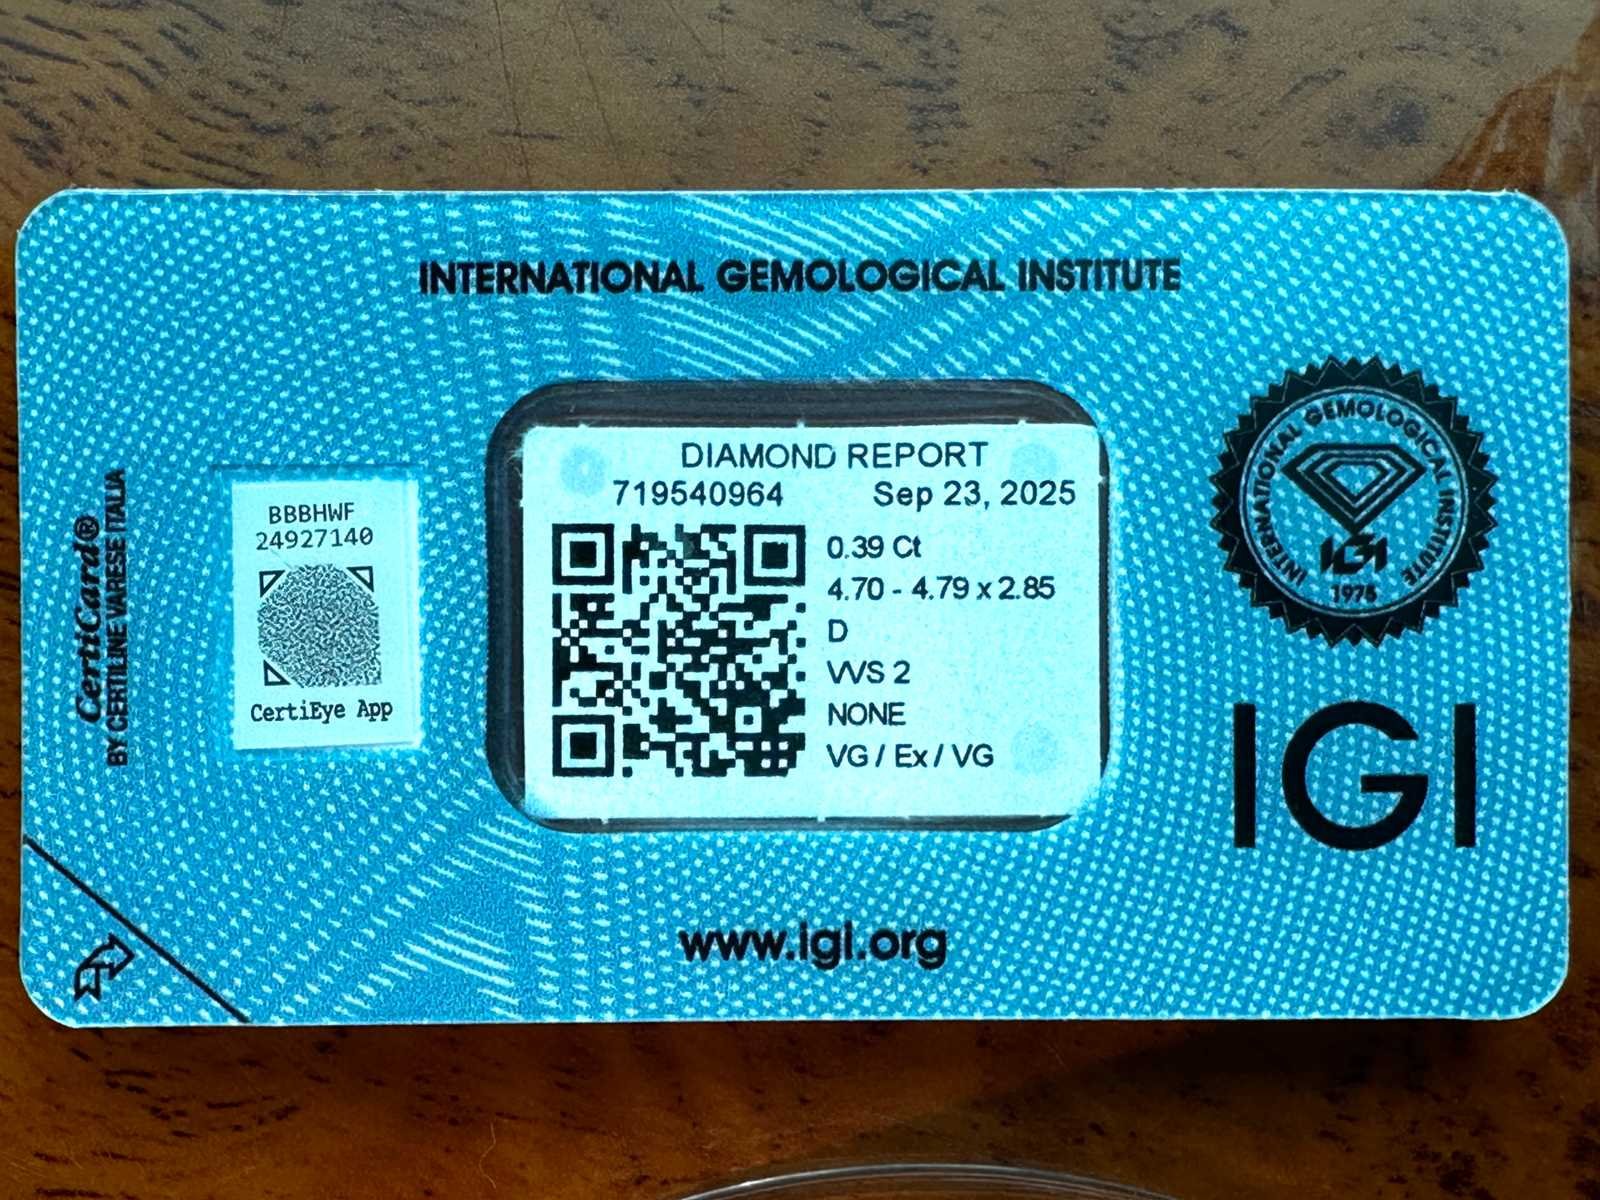 INTERNATIONAL GEMOLOGICAL INSTITUTE
CertiCard®
BY CERTILINE VARESE ITALIA
BBBHWF
24927140
CertiEye App
DIAMOND REPORT
719540964 Sep 23, 2025
0.39 Ct
4.70 - 4.79 x 2.85
D
VVS 2
NONE
VG / Ex / VG
INTERNATIONAL GEMOLOGICAL INSTITUTE
IGI
1975
IGI
www.igi.org